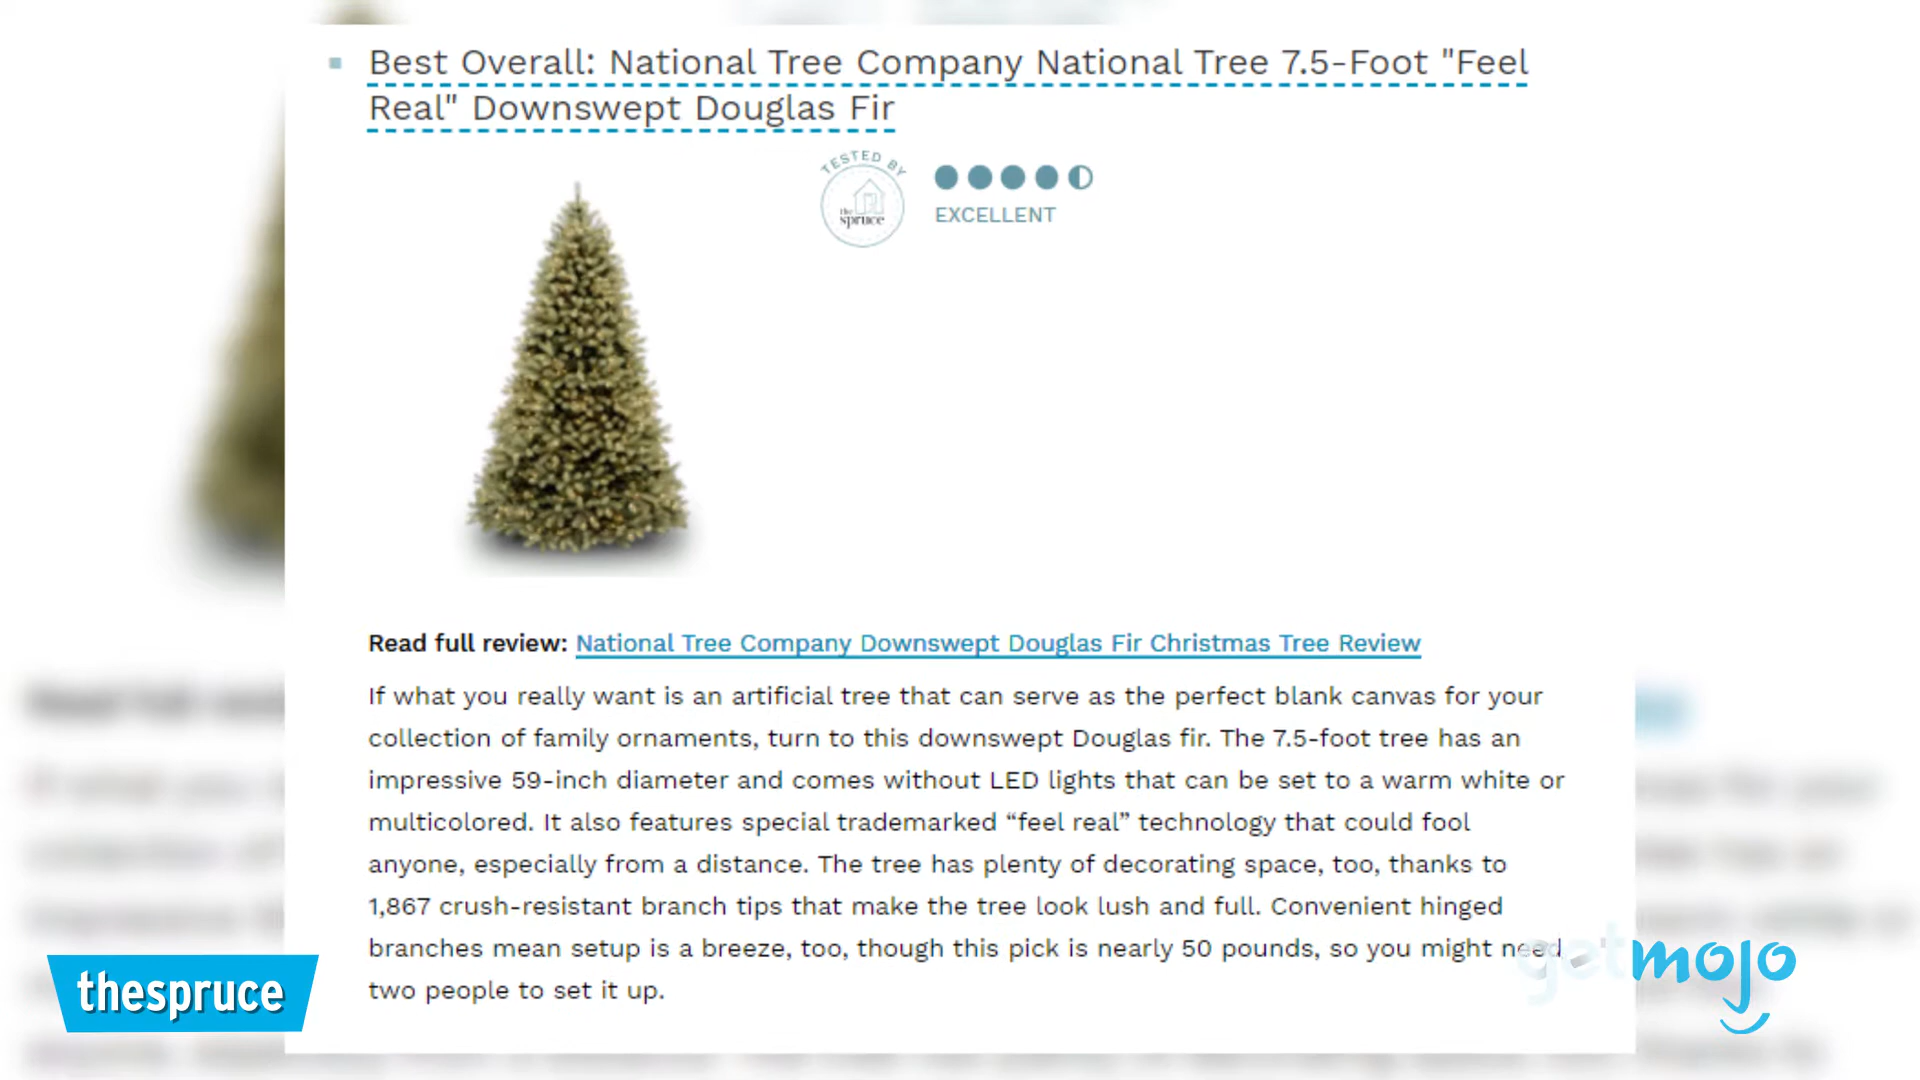 Best Overall: National Tree Company National Tree 7.5-Foot "Feel
Real" Downswept Douglas Fir
TESTED BY
the
spruce
EXCELLENT
Read full review: National Tree Company Downswept Douglas Fir Christmas Tree Review
If what you really want is an artificial tree that can serve as the perfect blank canvas for your
collection of family ornaments, turn to this downswept Douglas fir. The 7.5-foot tree has an
impressive 59-inch diameter and comes without LED lights that can be set to a warm white or
multicolored. It also features special trademarked “feel real” technology that could fool
anyone, especially from a distance. The tree has plenty of decorating space, too, thanks to
1,867 crush-resistant branch tips that make the tree look lush and full. Convenient hinged
branches mean setup is a breeze, too, though this pick is nearly 50 pounds, so you might need
two people to set it up.
thespruce
getmojo